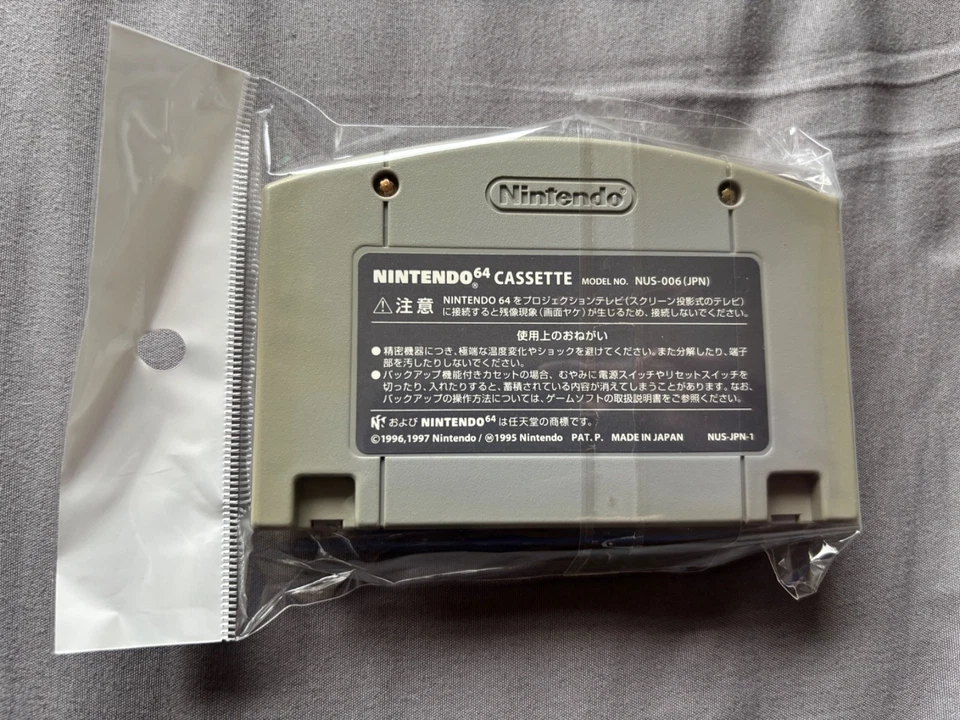 Nintendo®
NINTENDO®64 CASSETTE MODEL NO. NUS-006(JPN)
⚠注意 NINTENDO 64 をプロジェクションテレビ(スクリーン投影式のテレビ)
に接続すると残像現象(画面ヤケ)が生じるため、接続しないでください。
使用上のおねがい
●精密機器につき、極端な温度変化やショックを避けてください。また分解したり、端子
部を汚したりしないでください。
●バックアップ機能付きカセットの場合、むやみに電源スイッチやリセットスイッチを
切ったり、入れたりすると、蓄積されている内容が消えてしまうことがあります。なお、
バックアップの操作方法については、ゲームソフトの取扱説明書をご参照ください。
および NINTENDO64 は任天堂の商標です。
©1996,1997 Nintendo / Ⓜ1995 Nintendo PAT. P. MADE IN JAPAN NUS-JPN-1